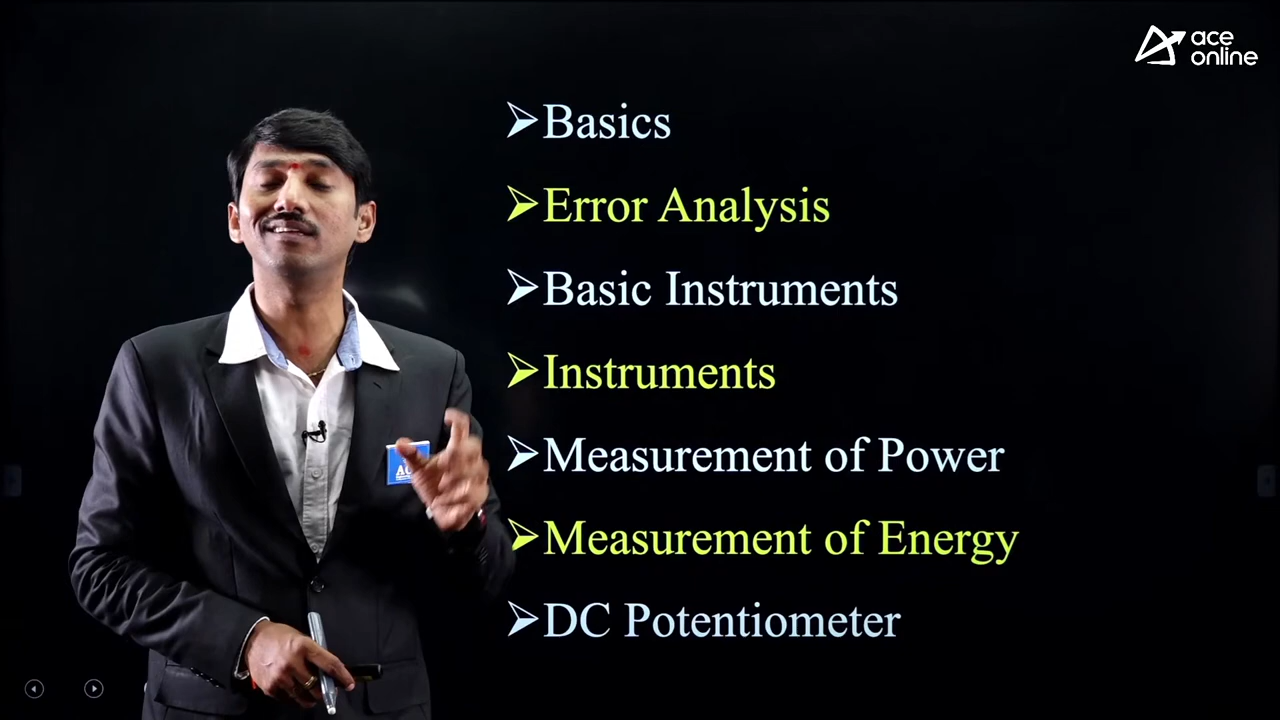 ace
online
➢Basics
➢Error Analysis
➢Basic Instruments
➢Instruments
➢Measurement of Power
➢Measurement of Energy
➢DC Potentiometer